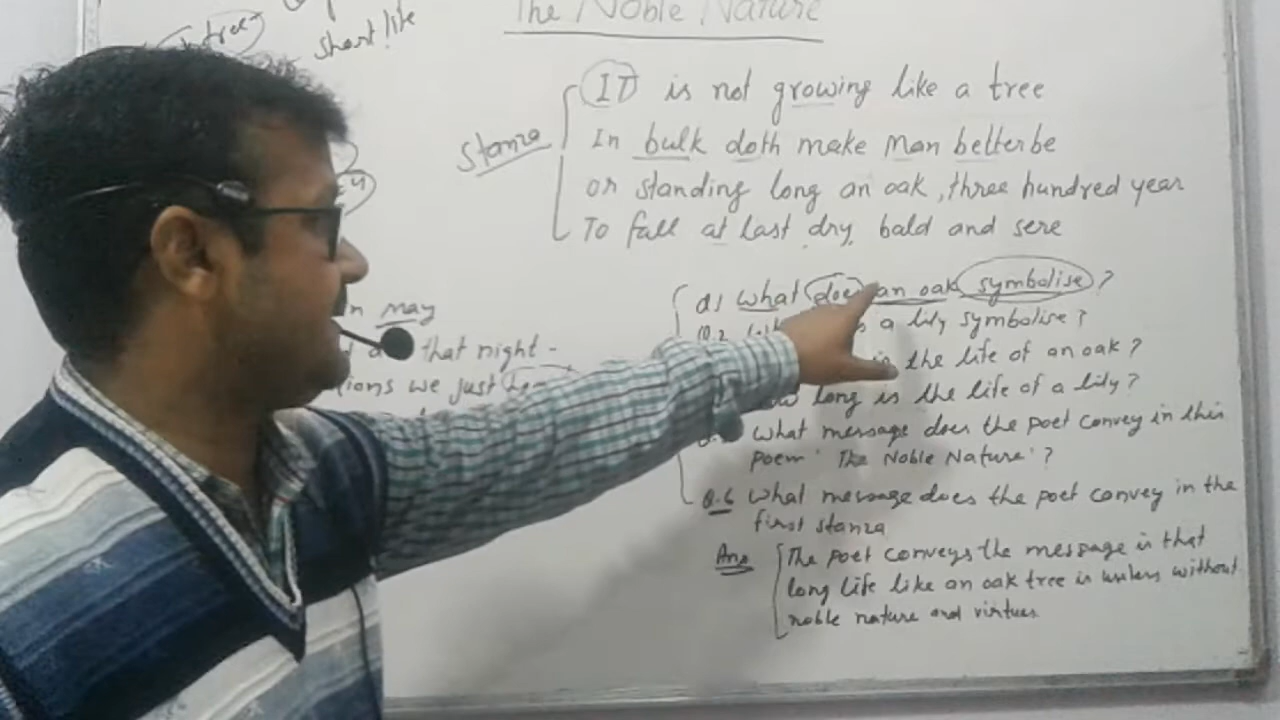 The Noble Nature
tree
short life
IT is not growing like a tree
Stanza
In bulk doth make Man better be
or standing long an oak, three hundred year
To fall at last dry, bald and sere
Q1 what does an oak symbolise?
Q.2 a lily symbolise?
the life of an oak?
long is the life of a lily?
what message does the poet convey in this
poem 'The Noble Nature'?
Q.6 what message does the poet convey in the
first stanza
Ans The poet conveys the message is that
long life like an oak tree is useless without
noble nature and virtues
in may
that night -
we just